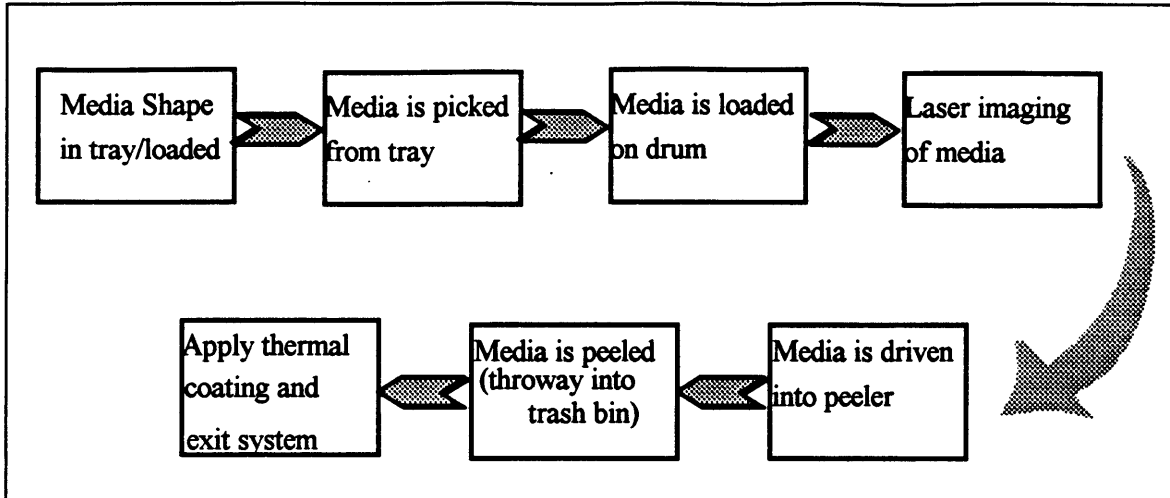 Media Shape
in tray/loaded
Media is picked
from tray
Media is loaded
on drum
Laser imaging
of media
Media is driven
into peeler
Media is peeled
(throway into
trash bin)
Apply thermal
coating and
exit system